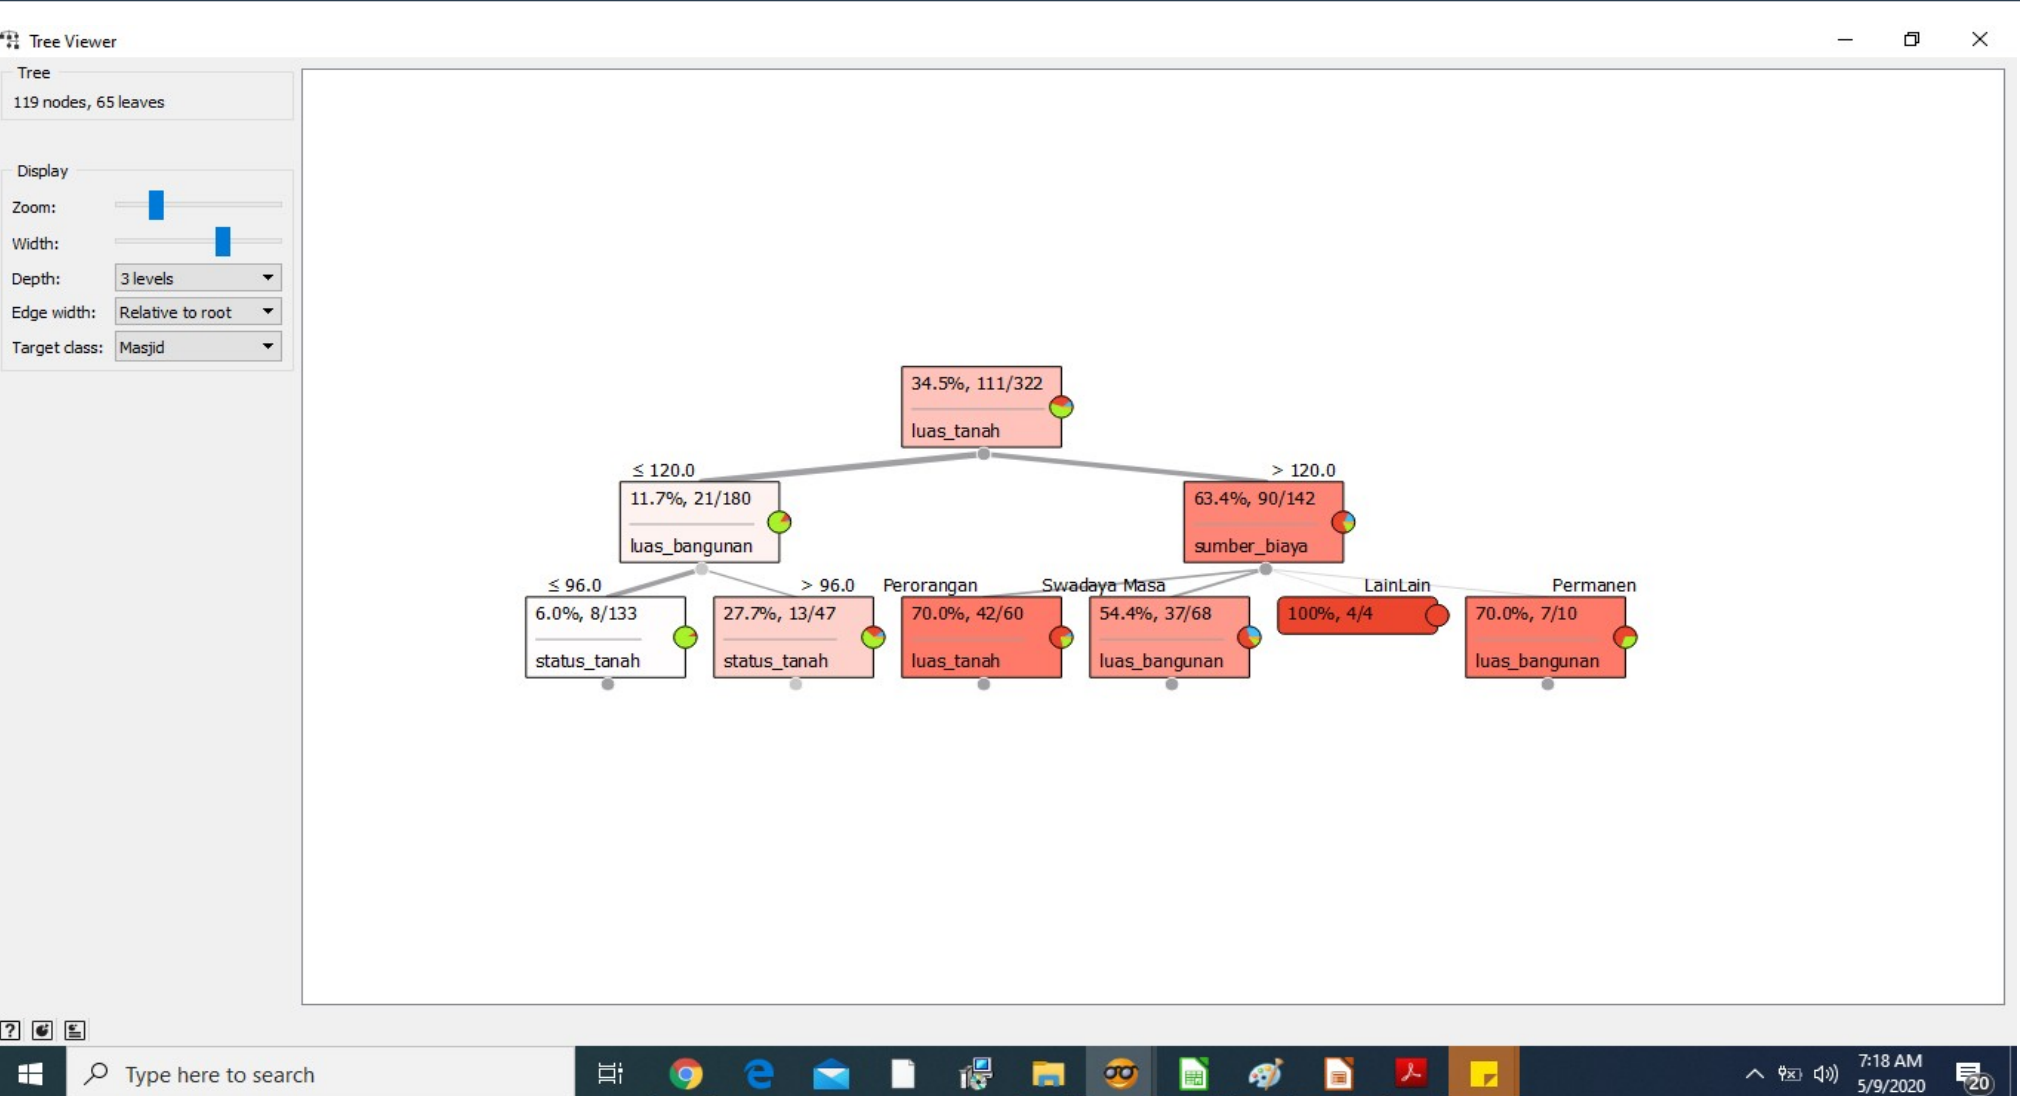 Tree Viewer
Tree
119 nodes, 65 leaves
Display
Zoom:
Width:
Depth: 3 levels
Edge width: Relative to root
Target class: Masjid
34.5%, 111/322
luas_tanah
≤ 120.0
> 120.0
11.7%, 21/180
luas_bangunan
63.4%, 90/142
sumber_biaya
≤ 96.0
> 96.0
Perorangan
Swadaya Masa
LainLain
Permanen
6.0%, 8/133
status_tanah
27.7%, 13/47
status_tanah
70.0%, 42/60
luas_tanah
54.4%, 37/68
luas_bangunan
100%, 4/4
70.0%, 7/10
luas_bangunan
Type here to search
7:18 AM
5/9/2020
20